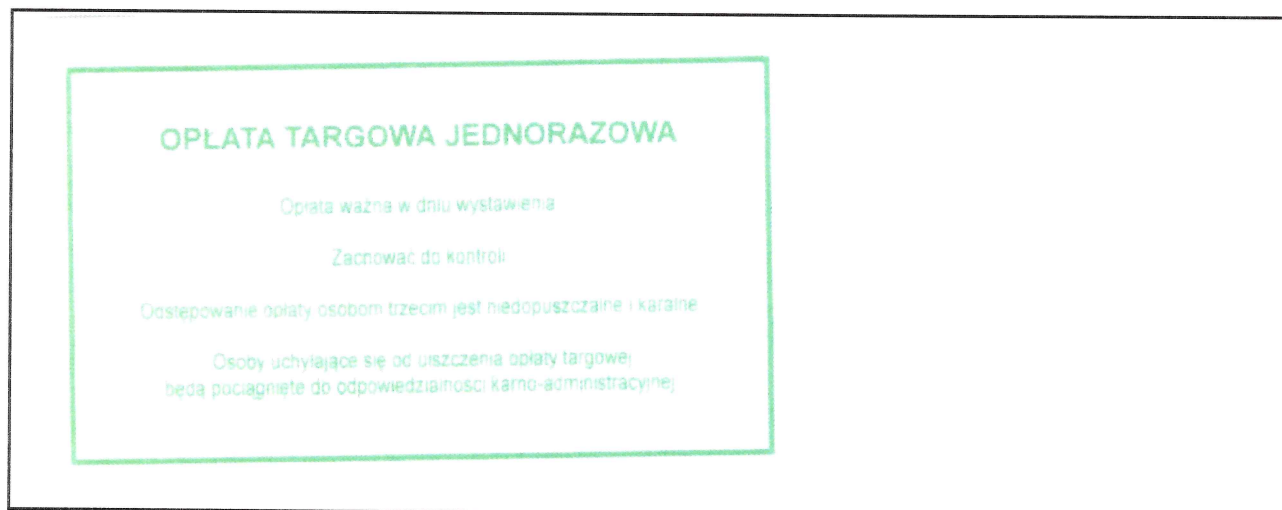 OPŁATA TARGOWA JEDNORAZOWA
Opłata ważna w dniu wystawienia
Zachować do kontroli
Odstępowanie opłaty osobom trzecim jest niedopuszczalne i karalne
Osoby uchylające się od uiszczenia opłaty targowej
będą pociągnięte do odpowiedzialności karno-administracyjnej